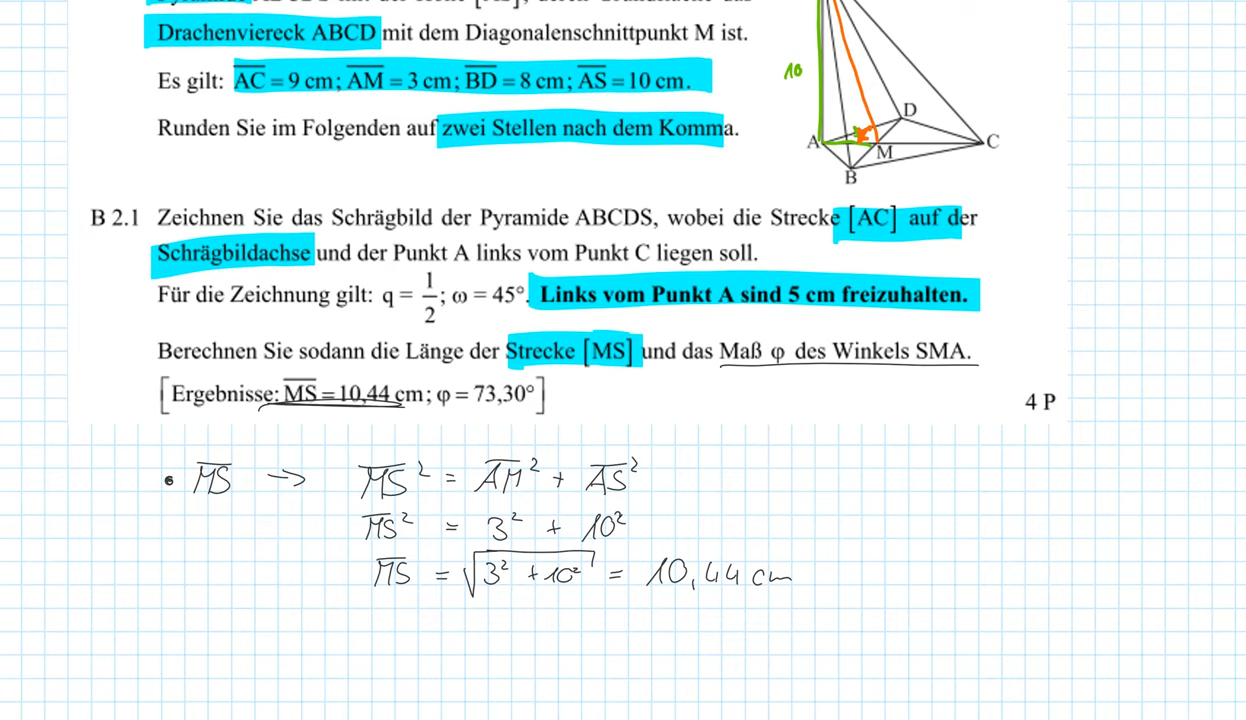 Drachenviereck ABCD mit dem Diagonalenschnittpunkt M ist.
Es gilt: AC = 9 cm; AM = 3 cm; BD = 8 cm; AS = 10 cm.
Runden Sie im Folgenden auf zwei Stellen nach dem Komma.
10
D
A
M
C
B
B 2.1 Zeichnen Sie das Schrägbild der Pyramide ABCDS, wobei die Strecke [AC] auf der
Schrägbildachse und der Punkt A links vom Punkt C liegen soll.
Für die Zeichnung gilt: q = 1/2; ω = 45°. Links vom Punkt A sind 5 cm freizuhalten.
Berechnen Sie sodann die Länge der Strecke [MS] und das Maß φ des Winkels SMA.
[Ergebnisse: MS = 10,44 cm; φ = 73,30°]
4 P
• MS → MS² = AM² + AS²
MS² = 3² + 10²
MS = √(3² + 10²) = 10,44 cm